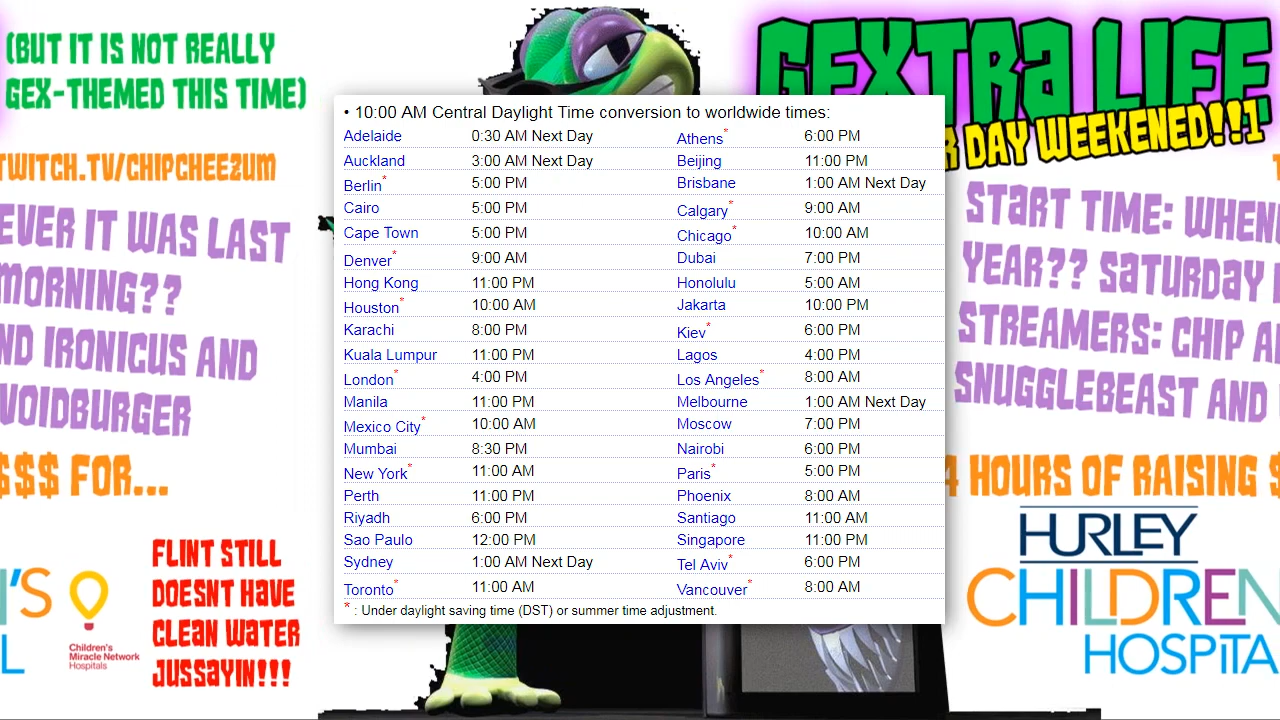 (BUT IT IS NOT REALLY
GEX-THEMED THIS TIME)
TWITCH.TV/CHIPCHEEZUM
EVER IT WAS LAST
MORNING??
ND IRONICUS AND
VOIDBURGER
$$$ FOR...
FLINT STILL
DOESNT HAVE
CLEAN WATER
JUSSAYIN!!!
'S
L
Children's
Miracle Network
Hospitals
• 10:00 AM Central Daylight Time conversion to worldwide times:
Adelaide 0:30 AM Next Day Athens* 6:00 PM
Auckland 3:00 AM Next Day Beijing 11:00 PM
Berlin* 5:00 PM Brisbane 1:00 AM Next Day
Cairo 5:00 PM Calgary* 9:00 AM
Cape Town 5:00 PM Chicago* 10:00 AM
Denver* 9:00 AM Dubai 7:00 PM
Hong Kong 11:00 PM Honolulu 5:00 AM
Houston* 10:00 AM Jakarta 10:00 PM
Karachi 8:00 PM Kiev* 6:00 PM
Kuala Lumpur 11:00 PM Lagos 4:00 PM
London* 4:00 PM Los Angeles* 8:00 AM
Manila 11:00 PM Melbourne 1:00 AM Next Day
Mexico City* 10:00 AM Moscow 7:00 PM
Mumbai 8:30 PM Nairobi 6:00 PM
New York* 11:00 AM Paris* 5:00 PM
Perth 11:00 PM Phoenix 8:00 AM
Riyadh 6:00 PM Santiago 11:00 AM
Sao Paulo 12:00 PM Singapore 11:00 PM
Sydney 1:00 AM Next Day Tel Aviv* 6:00 PM
Toronto* 11:00 AM Vancouver* 8:00 AM
* : Under daylight saving time (DST) or summer time adjustment.
GEXTRA LIFE
R DAY WEEKENED!!1
START TIME: WHEN
YEAR?? SATURDAY
STREAMERS: CHIP A
SNUGGLEBEAST AND
4 HOURS OF RAISING $
HURLEY
CHILDREN
HOSPITA